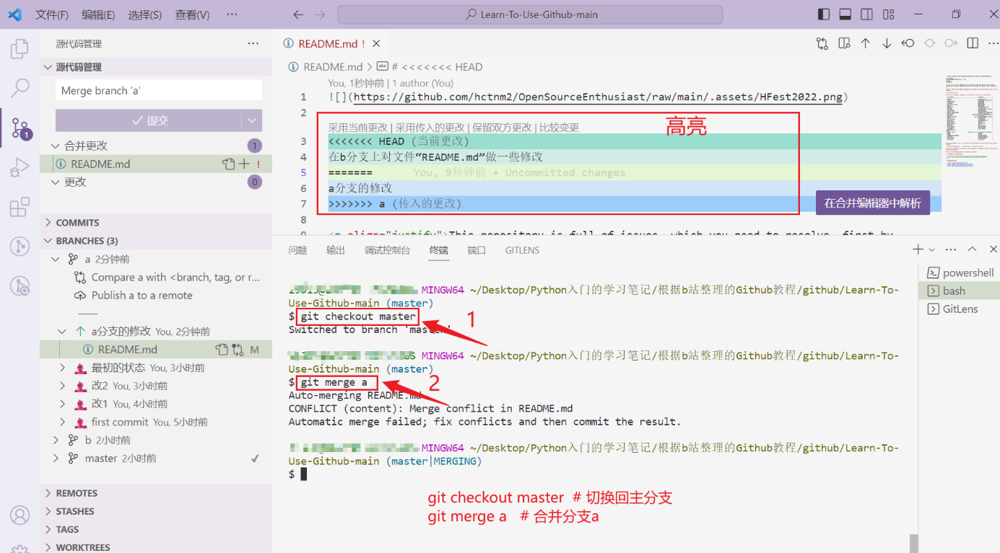 文件(F) 编辑(E) 选择(S) 查看(V) ··· Learn-To-Use-Github-main
源代码管理 ···
源代码管理
Merge branch 'a'
提交
合并更改 1
README.md !
更改 0
COMMITS
BRANCHES (3)
a 2分钟前
Compare a with <branch, tag, or r...
Publish a to a remote
a分支的修改 You, 2分钟前
README.md M
最初的状态 You, 3小时前
改2 You, 3小时前
改1 You, 4小时前
first commit You, 5小时前
b 2小时前
master 2小时前 ✓
REMOTES
STASHES
TAGS
WORKTREES
1
README.md !
README.md > # <<<<<<< HEAD
You, 1秒钟前 | 1 author (You)
1 ![](https://github.com/hctnm2/OpenSourceEnthusiast/raw/main/.assets/HFest2022.png)
2
采用当前更改 | 采用传入的更改 | 保留双方更改 | 比较变更
高亮
3 <<<<<<< HEAD (当前更改)
4 在b分支上对文件“README.md”做一些修改
5 ======= You, 9秒钟前 • Uncommitted changes
6 a分支的修改
7 >>>>>>> a (传入的更改)
在合并编辑器中解析
8
9 <p align="justify">This repository is full of issues, which you need to resolve, first by
问题 输出 调试控制台 终端 端口 GITLENS
powershell
bash
GitLens
MINGW64 ~/Desktop/Python入门的学习笔记/根据b站整理的Github教程/github/Learn-To-
Use-Github-main (master)
$ git checkout master
1
Switched to branch 'master'
MINGW64 ~/Desktop/Python入门的学习笔记/根据b站整理的Github教程/github/Learn-To-
Use-Github-main (master)
$ git merge a
2
Auto-merging README.md
CONFLICT (content): Merge conflict in README.md
Automatic merge failed; fix conflicts and then commit the result.
MINGW64 ~/Desktop/Python入门的学习笔记/根据b站整理的Github教程/github/Learn-To-
Use-Github-main (master|MERGING)
$
git checkout master # 切换回主分支
git merge a # 合并分支a